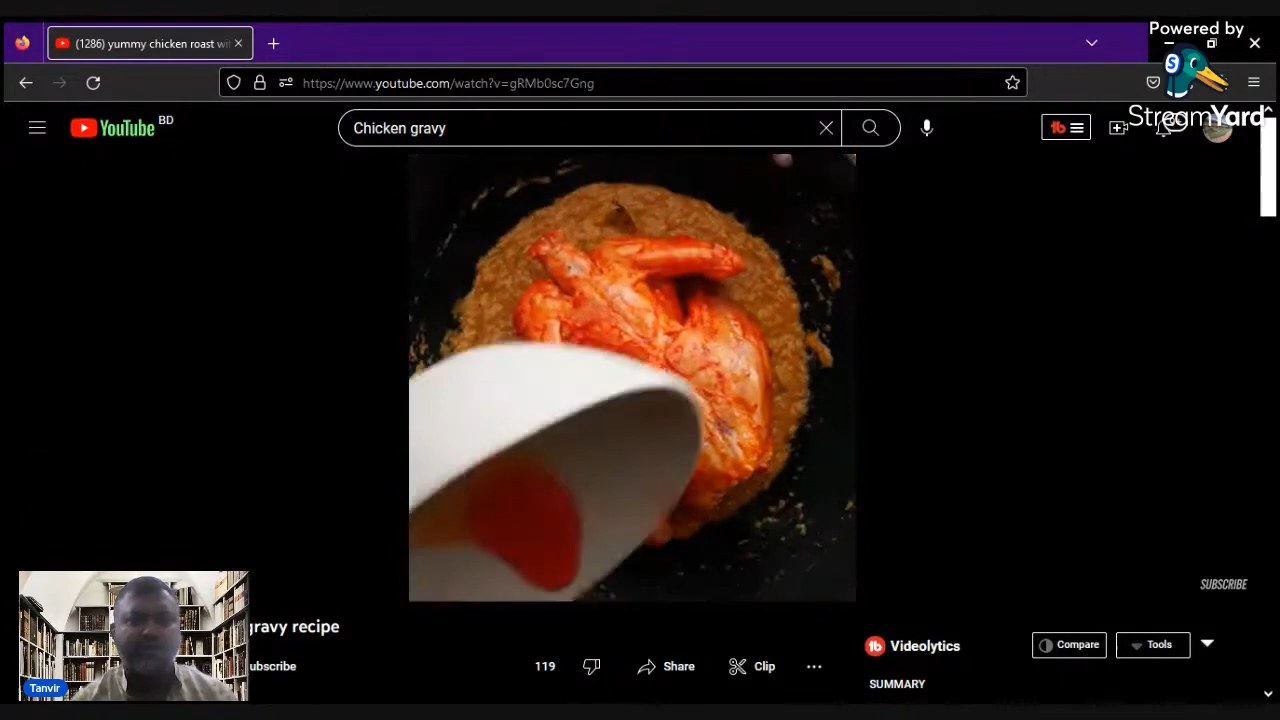 Powered by
StreamYard
(1286) yummy chicken roast wit
https://www.youtube.com/watch?v=gRMb0sc7Gng
YouTube BD
Chicken gravy
SUBSCRIBE
gravy recipe
ubscribe
119
Share
Clip
Videolytics
Compare
Tools
SUMMARY
Tanvir